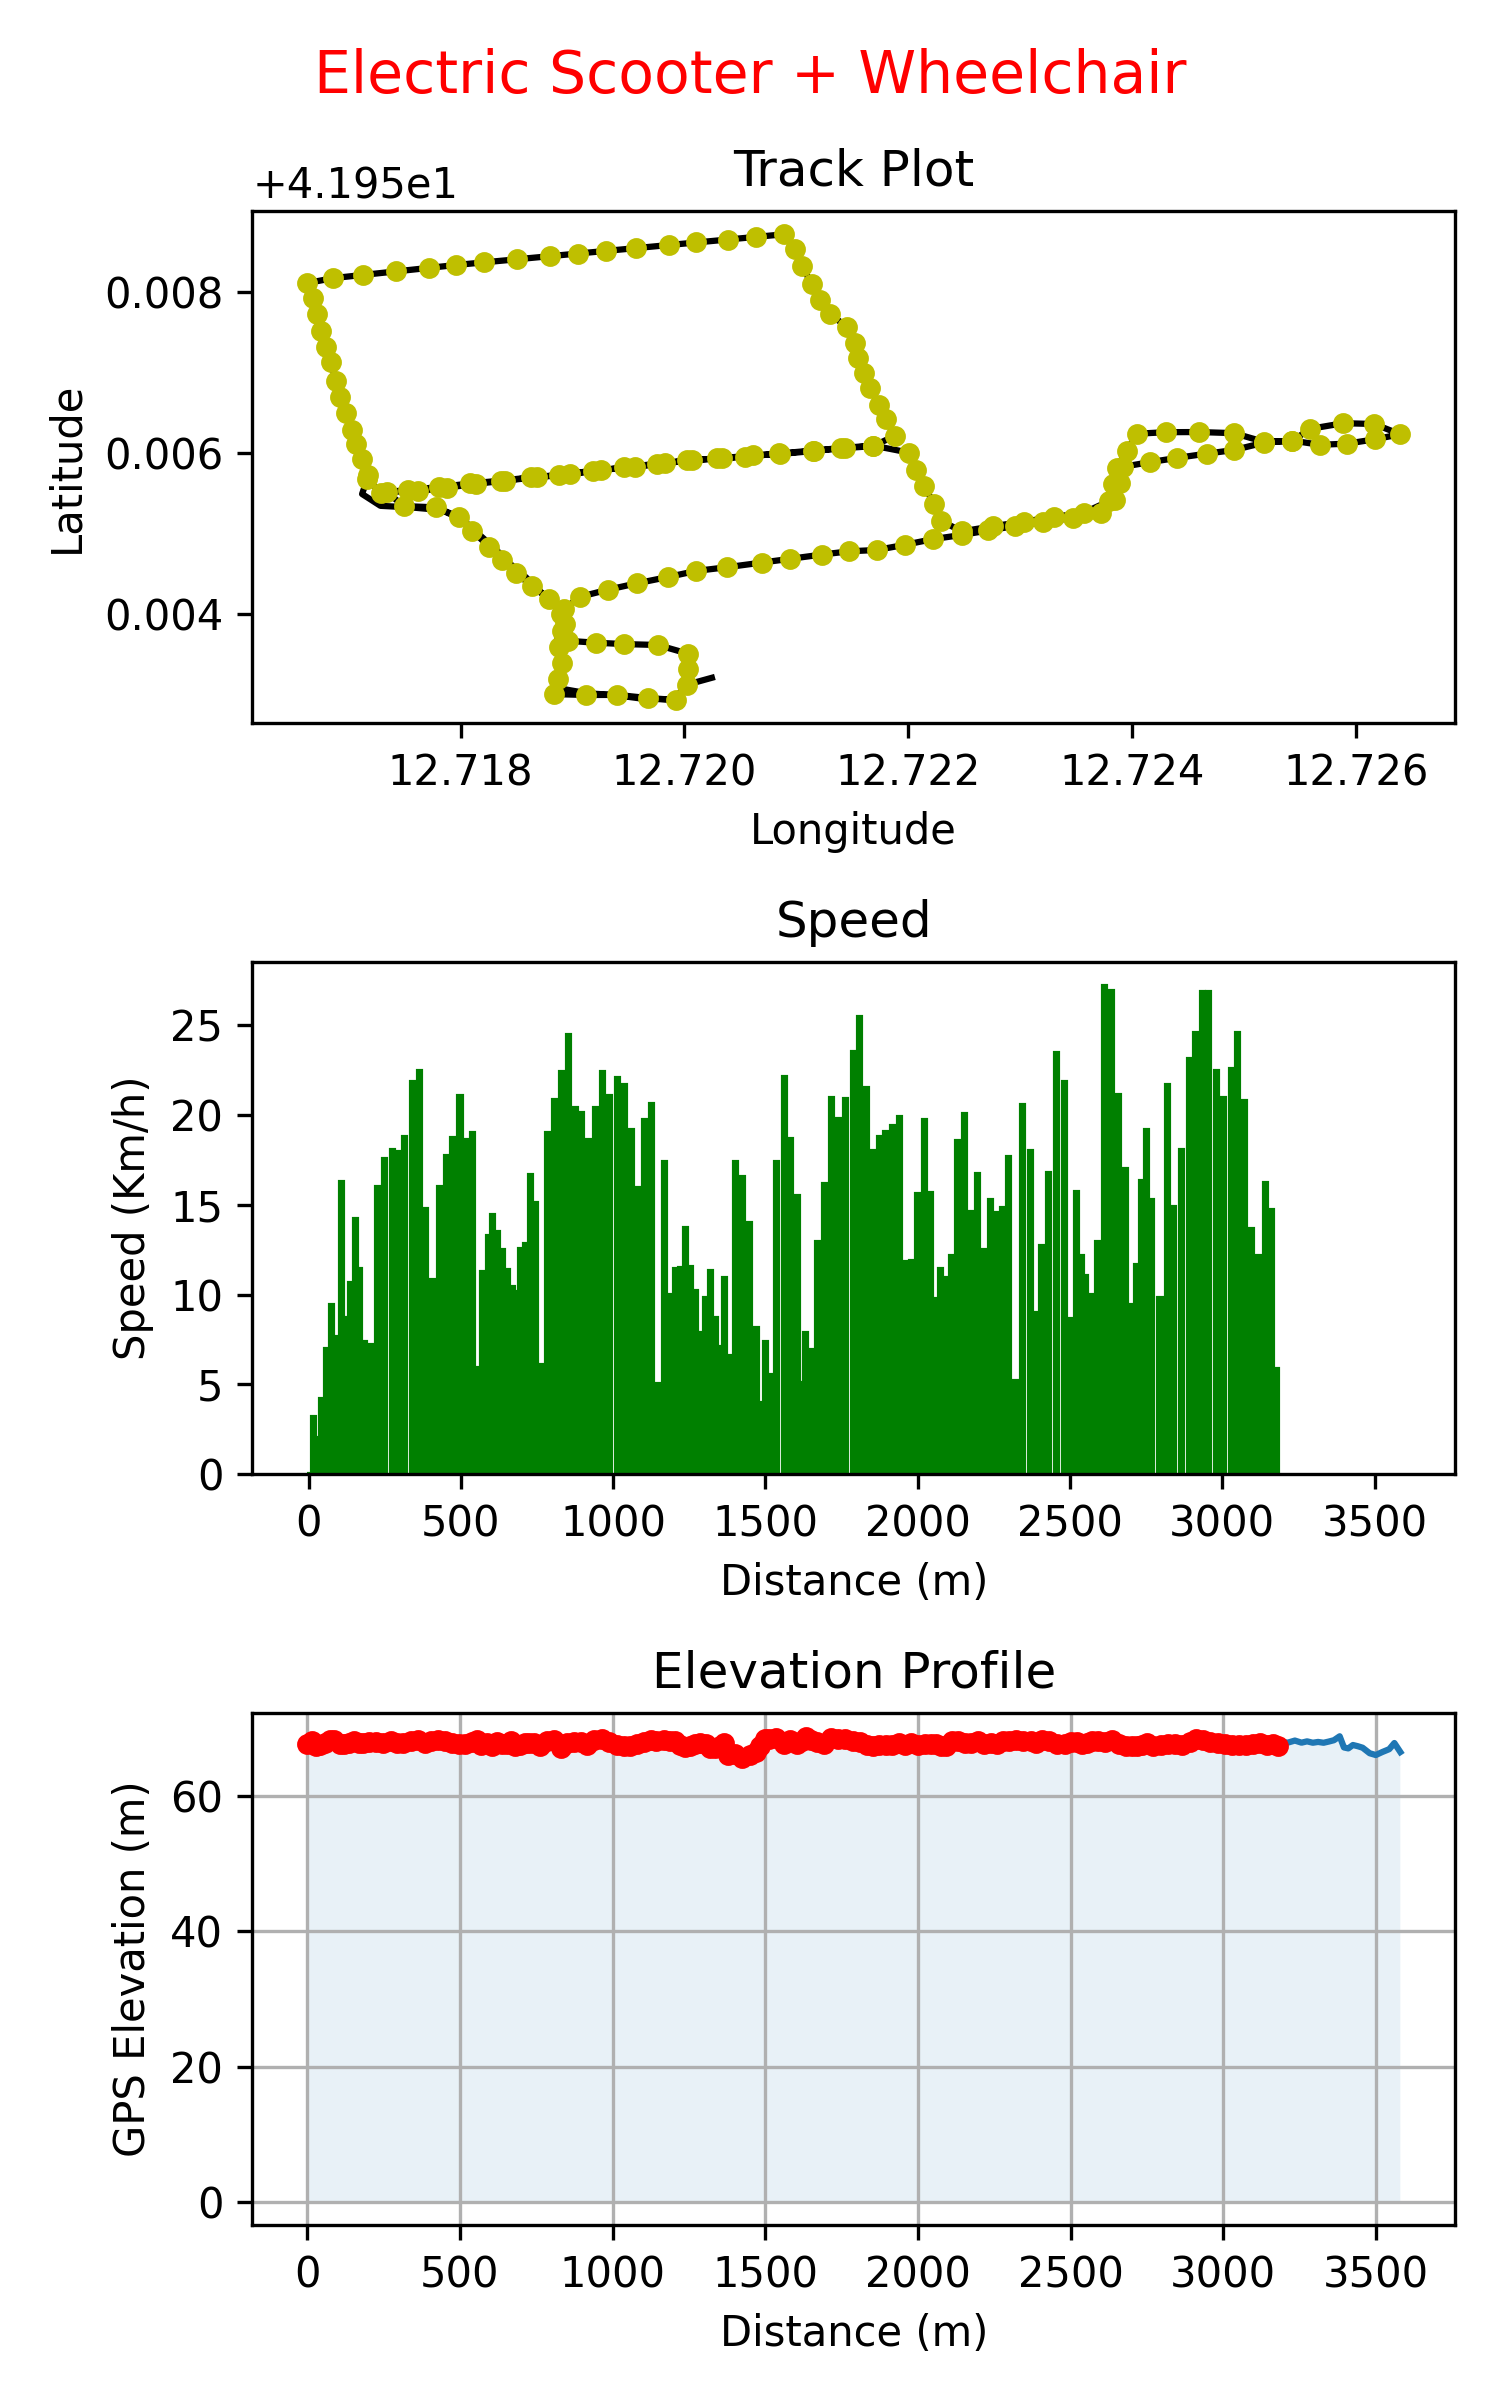 Electric Scooter + Wheelchair
Track Plot
+4.195e1
0.008
0.006
0.004
Latitude
12.718 12.720 12.722 12.724 12.726
Longitude
Speed
25
20
15
10
5
0
Speed (Km/h)
0 500 1000 1500 2000 2500 3000 3500
Distance (m)
Elevation Profile
60
40
20
0
GPS Elevation (m)
0 500 1000 1500 2000 2500 3000 3500
Distance (m)